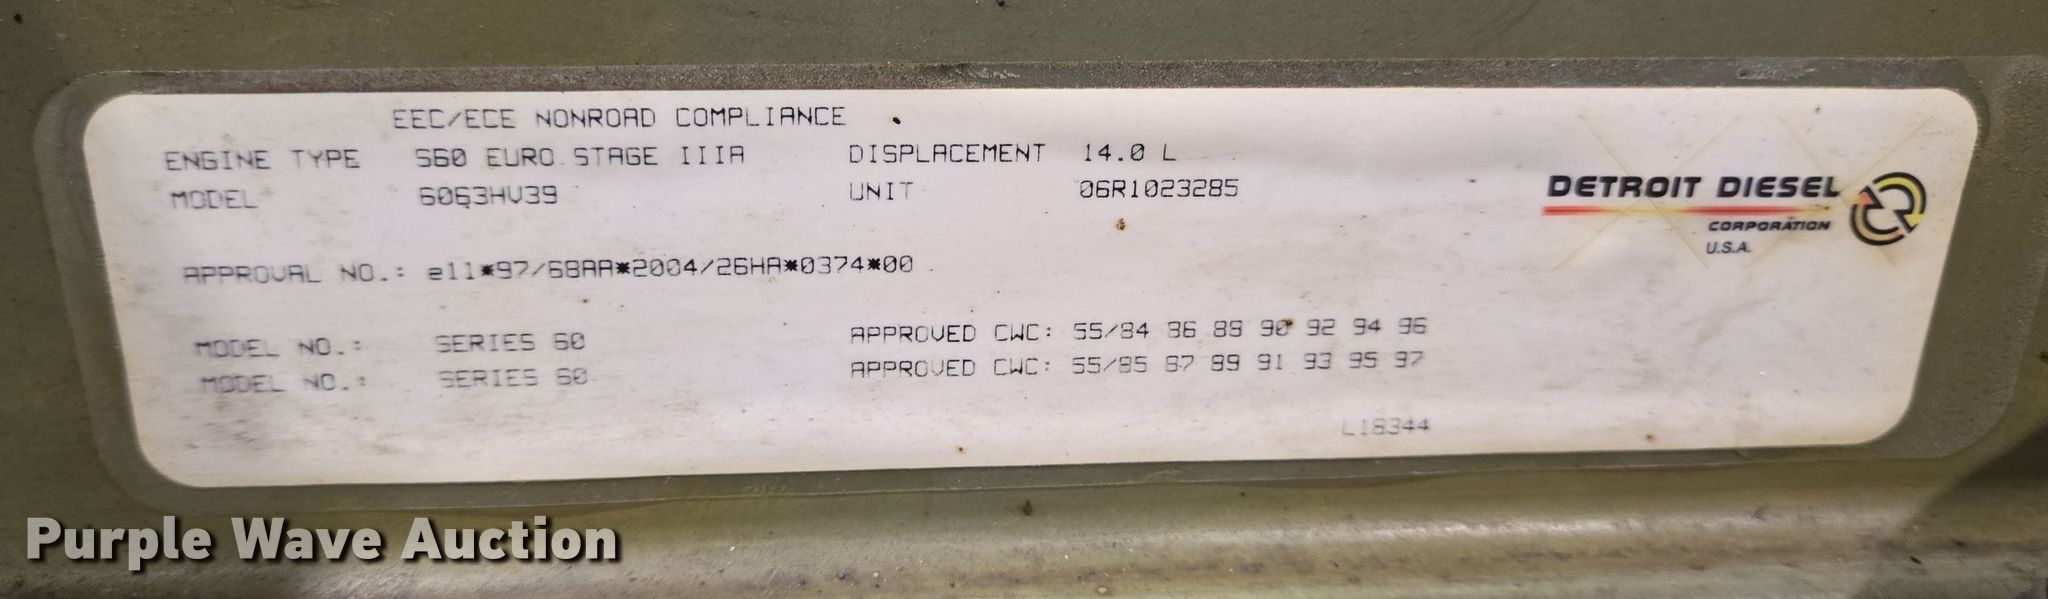 EEC/ECE NONROAD COMPLIANCE
ENGINE TYPE S60 EURO STAGE IIIA DISPLACEMENT 14.0 L
MODEL 6063HV39 UNIT 06R1023285
DETROIT DIESEL
CORPORATION
U.S.A.
APPROVAL NO.: e11*97/68AA*2004/26HA*0374*00
MODEL NO.: SERIES 60 APPROVED CWC: 55/84 86 89 90 92 94 96
MODEL NO.: SERIES 60 APPROVED CWC: 55/85 87 89 91 93 95 97
L18344
Purple Wave Auction